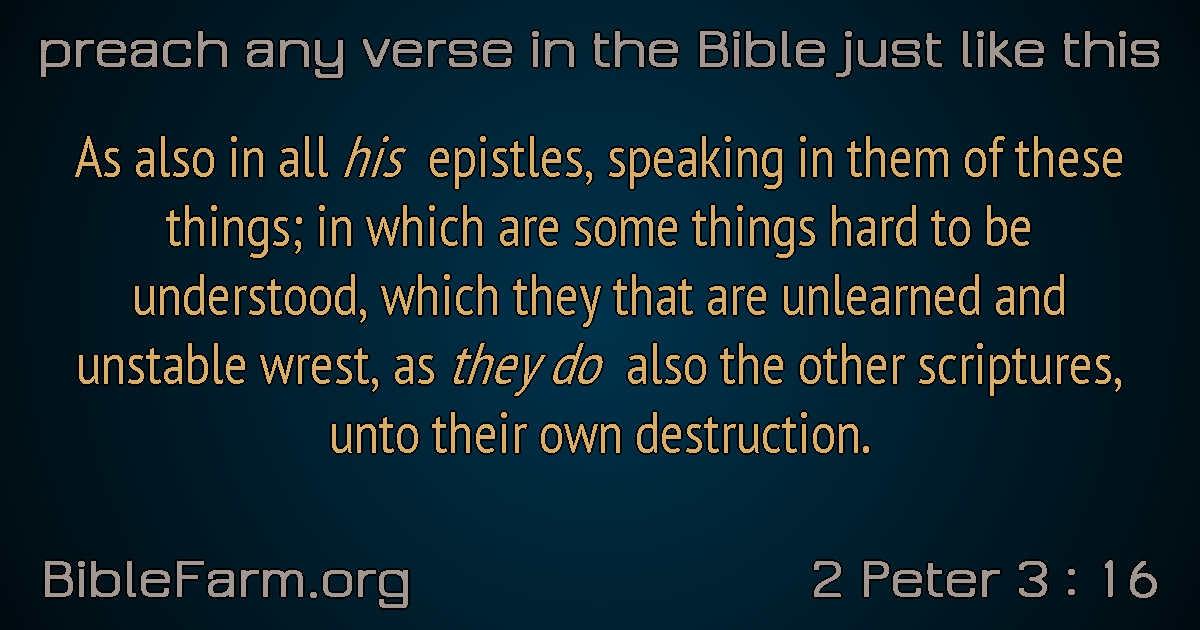 preach any verse in the Bible just like this
As also in all his epistles, speaking in them of these
things; in which are some things hard to be
understood, which they that are unlearned and
unstable wrest, as they do also the other scriptures,
unto their own destruction.
BibleFarm.org
2 Peter 3 : 16